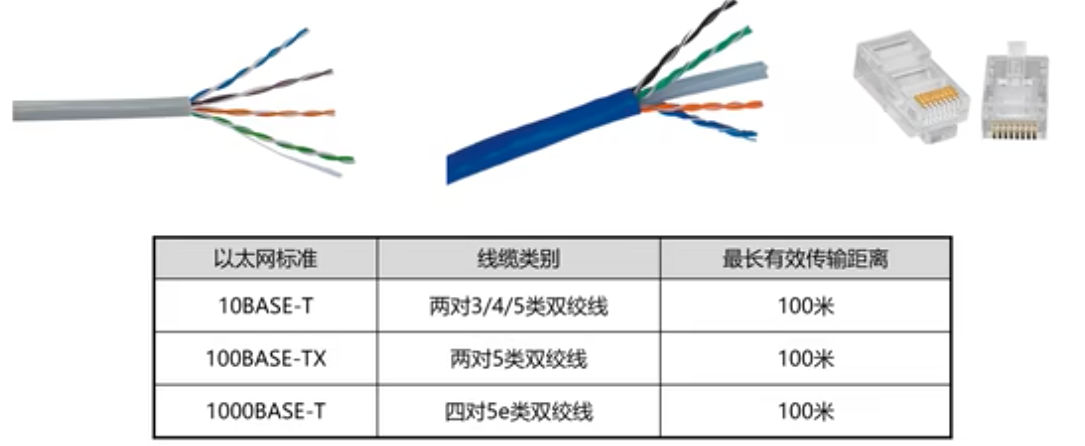 以太网标准 线缆类别 最长有效传输距离
10BASE-T 两对3/4/5类双绞线 100米
100BASE-TX 两对5类双绞线 100米
1000BASE-T 四对5e类双绞线 100米